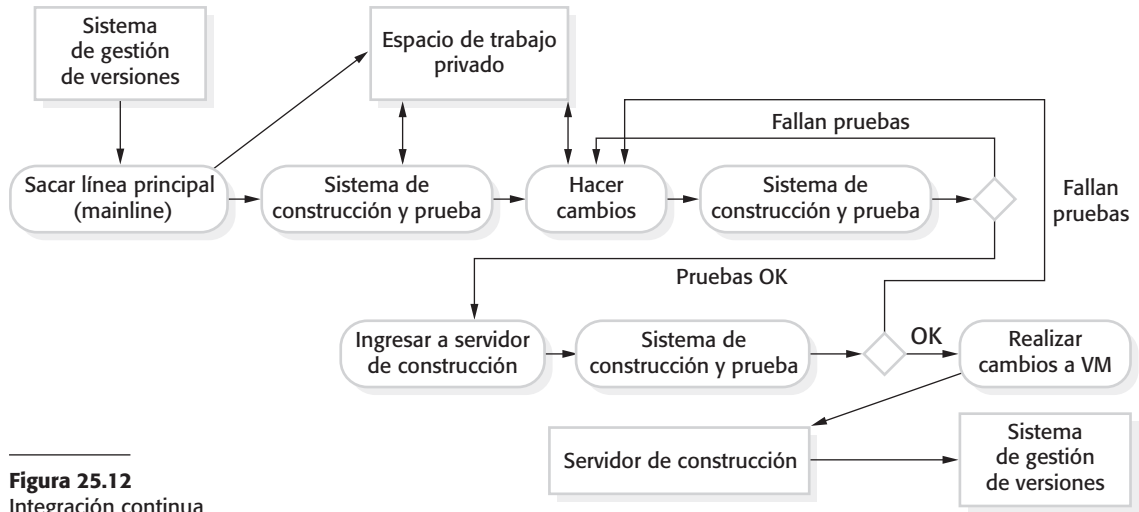 Sistema
de gestión
de versiones
Espacio de trabajo
privado
Fallan pruebas
Sacar línea principal
(mainline)
Sistema de
construcción y prueba
Hacer
cambios
Sistema de
construcción y prueba
Fallan
pruebas
Pruebas OK
Ingresar a servidor
de construcción
Sistema de
construcción y prueba
OK
Realizar
cambios a VM
Servidor de construcción
Sistema
de gestión
de versiones
Figura 25.12
Integración continua